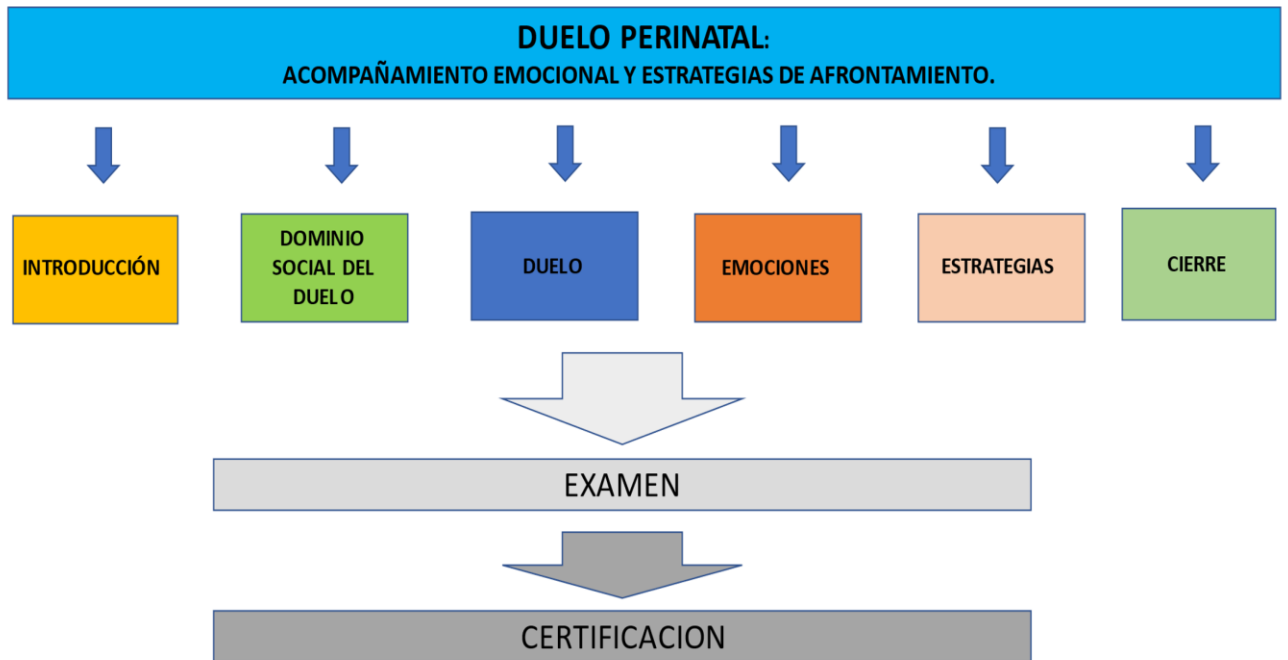 DUELO PERINATAL:
ACOMPAÑAMIENTO EMOCIONAL Y ESTRATEGIAS DE AFRONTAMIENTO.
INTRODUCCIÓN
DOMINIO
SOCIAL DEL
DUELO
DUELO
EMOCIONES
ESTRATEGIAS
CIERRE
EXAMEN
CERTIFICACION